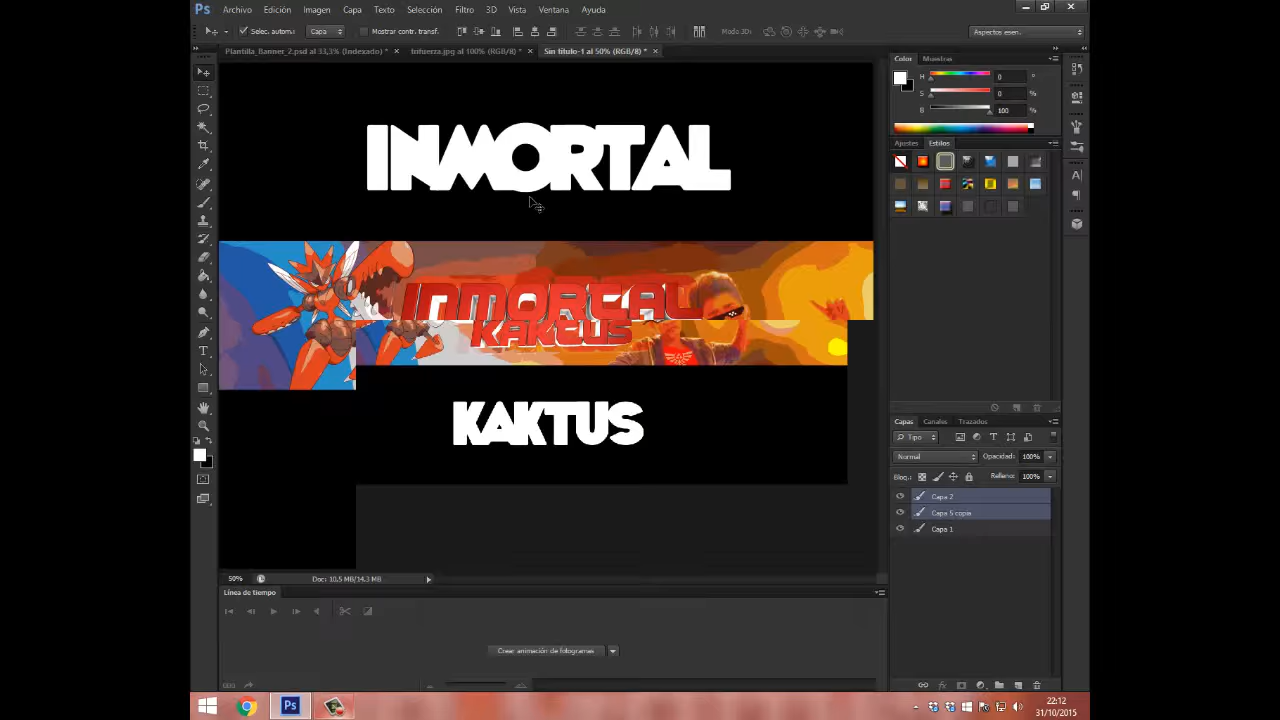 Ps Archivo Edición Imagen Capa Texto Selección Filtro 3D Vista Ventana Ayuda
Selec. autom.: Capa Mostrar contr. transf. Modo 3D: Aspectos esen.
Plantilla_Banner_2.psd al 33,3% (Indexado) * × Infuerza.jpg al 100% (RGB/8) * × Sin título-1 al 50% (RGB/8) * ×
Color Muestras
H 0 °
S 0 %
B 100 %
Ajustes Estilos
INMORTAL
INMORTAL
KAKTUS
KAKTUS
Capas Canales Trazados
Tipo
Normal Opacidad: 100%
Bloq.: Relleno: 100%
Capa 2
Capa 5 copia
Capa 1
50% Doc: 10.5 MB/14.3 MB
Línea de tiempo
Crear animación de fotogramas
Ps
22:12
31/10/2015